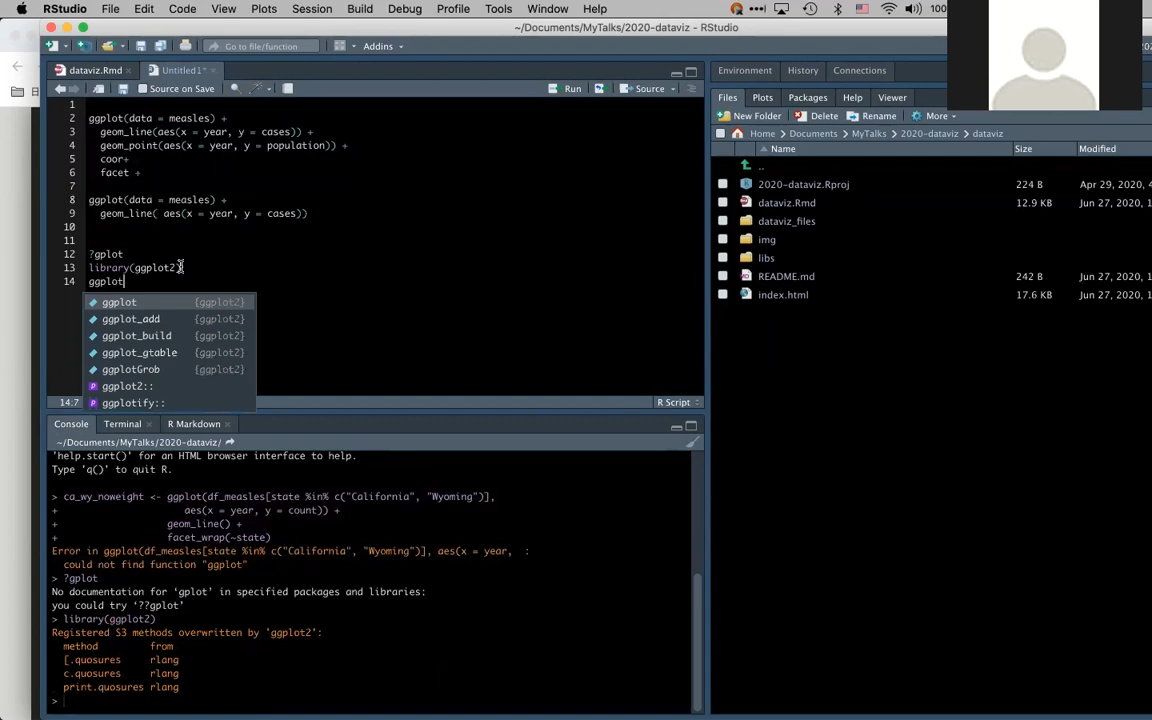 RStudio File Edit Code View Plots Session Build Debug Profile Tools Window Help
~/Documents/MyTalks/2020-dataviz - RStudio
Go to file/function Addins
dataviz.Rmd Untitled1*
Source on Save Run Source
1
2 ggplot(data = measles) +
3 geom_line(aes(x = year, y = cases)) +
4 geom_point(aes(x = year, y = population)) +
5 coor+
6 facet +
7
8 ggplot(data = measles) +
9 geom_line( aes(x = year, y = cases))
10
11
12 ?gplot
13 library(ggplot2)
14 ggplot
ggplot {ggplot2}
ggplot_add {ggplot2}
ggplot_build {ggplot2}
ggplot_gtable {ggplot2}
ggplotGrob {ggplot2}
ggplot2::
ggplotify::
14:7 R Script
Console Terminal R Markdown
~/Documents/MyTalks/2020-dataviz/
'help.start()' for an HTML browser interface to help.
Type 'q()' to quit R.
> ca_wy_noweight <- ggplot(df_measles[state %in% c("California", "Wyoming")],
+ aes(x = year, y = count)) +
+ geom_line() +
+ facet_wrap(~state)
Error in ggplot(df_measles[state %in% c("California", "Wyoming")], aes(x = year, :
could not find function "ggplot"
> ?gplot
No documentation for 'gplot' in specified packages and libraries:
you could try '??gplot'
> library(ggplot2)
Registered S3 methods overwritten by 'ggplot2':
method from
[.quosures rlang
c.quosures rlang
print.quosures rlang
>
Environment History Connections
Files Plots Packages Help Viewer
New Folder Delete Rename More
Home Documents MyTalks 2020-dataviz dataviz
Name Size Modified
..
2020-dataviz.Rproj 224 B Apr 29, 2020, 4
dataviz.Rmd 12.9 KB Jun 27, 2020, 1
dataviz_files
img
libs
README.md 242 B Jun 27, 2020, 1
index.html 17.6 KB Jun 27, 2020, 1